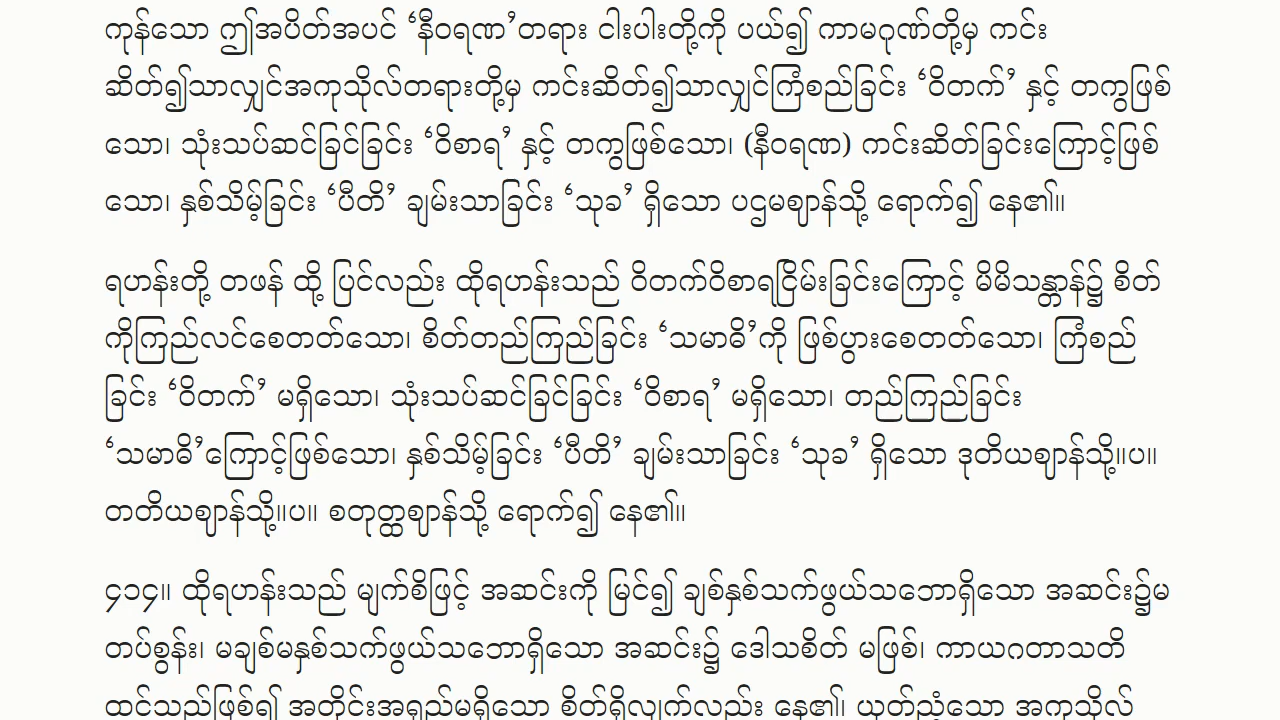 ကုန်သော ဤအပိတ်အပင် ‘နီဝရဏ’တရား ငါးပါးတို့ကို ပယ်၍ ကာမဂုဏ်တို့မှ ကင်း
ဆိတ်၍သာလျှင်အကုသိုလ်တရားတို့မှ ကင်းဆိတ်၍သာလျှင်ကြံစည်ခြင်း ‘ဝိတက်’ နှင့် တကွဖြစ်
သော၊ သုံးသပ်ဆင်ခြင်ခြင်း ‘ဝိစာရ’ နှင့် တကွဖြစ်သော၊ (နီဝရဏ) ကင်းဆိတ်ခြင်းကြောင့်ဖြစ်
သော၊ နှစ်သိမ့်ခြင်း ‘ပီတိ’ ချမ်းသာခြင်း ‘သုခ’ ရှိသော ပဌမဈာန်သို့ ရောက်၍ နေ၏။
ရဟန်းတို့ တဖန် ထို့ ပြင်လည်း ထိုရဟန်းသည် ဝိတက်ဝိစာရငြိမ်းခြင်းကြောင့် မိမိသန္တာန်၌ စိတ်
ကိုကြည်လင်စေတတ်သော၊ စိတ်တည်ကြည်ခြင်း ‘သမာဓိ’ကို ဖြစ်ပွားစေတတ်သော၊ ကြံစည်
ခြင်း ‘ဝိတက်’ မရှိသော၊ သုံးသပ်ဆင်ခြင်ခြင်း ‘ဝိစာရ’ မရှိသော၊ တည်ကြည်ခြင်း
‘သမာဓိ’ကြောင့်ဖြစ်သော၊ နှစ်သိမ့်ခြင်း ‘ပီတိ’ ချမ်းသာခြင်း ‘သုခ’ ရှိသော ဒုတိယဈာန်သို့။ပ။
တတိယဈာန်သို့။ပ။ စတုတ္ထဈာန်သို့ ရောက်၍ နေ၏။
၄၁၄။ ထိုရဟန်းသည် မျက်စိဖြင့် အဆင်းကို မြင်၍ ချစ်နှစ်သက်ဖွယ်သဘောရှိသော အဆင်း၌မ
တပ်စွန်း၊ မချစ်မနှစ်သက်ဖွယ်သဘောရှိသော အဆင်း၌ ဒေါသစိတ် မဖြစ်၊ ကာယဂတာသတိ
ထင်သည်ဖြစ်၍ အတိုင်းအရှည်မရှိသော စိတ်ရှိလျက်လည်း နေ၏၊ ယုတ်ညံ့သော အကုသိုလ်